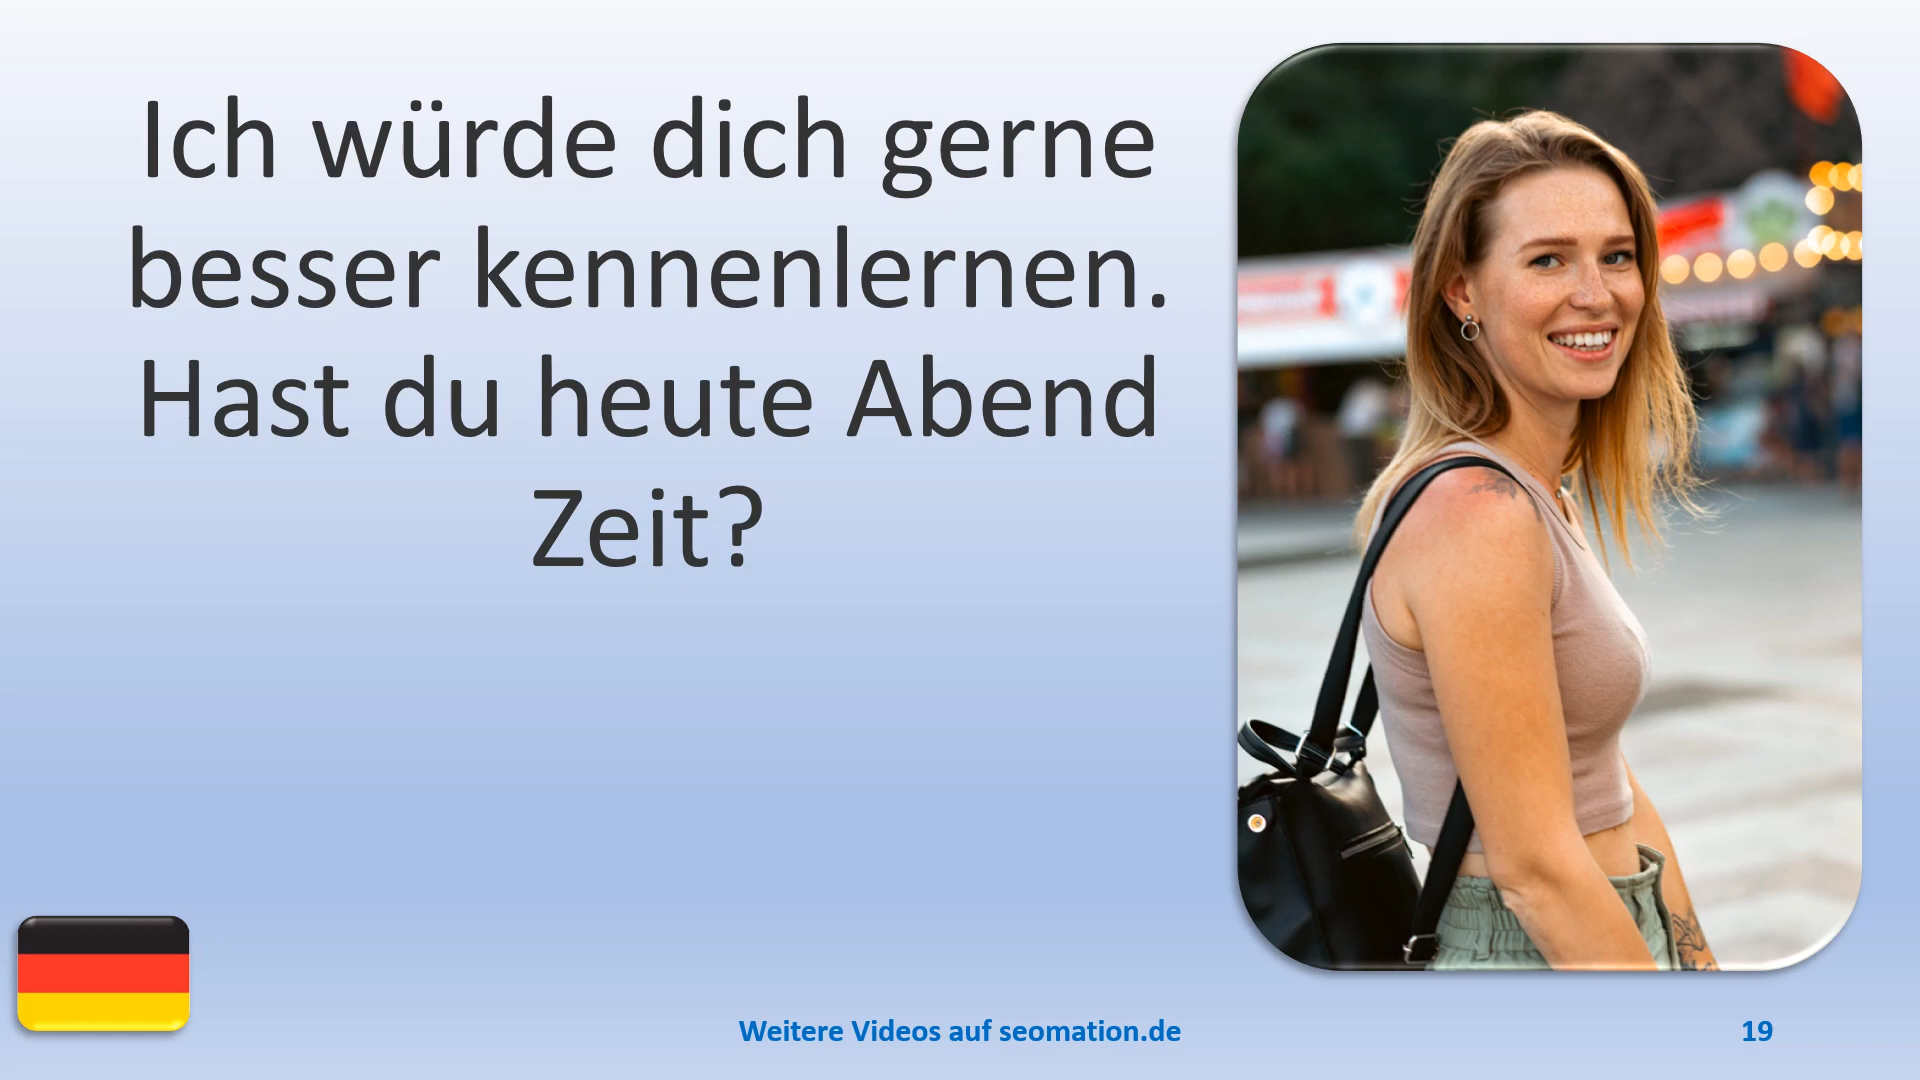 Ich würde dich gerne
besser kennenlernen.
Hast du heute Abend
Zeit?
Weitere Videos auf seomation.de
19